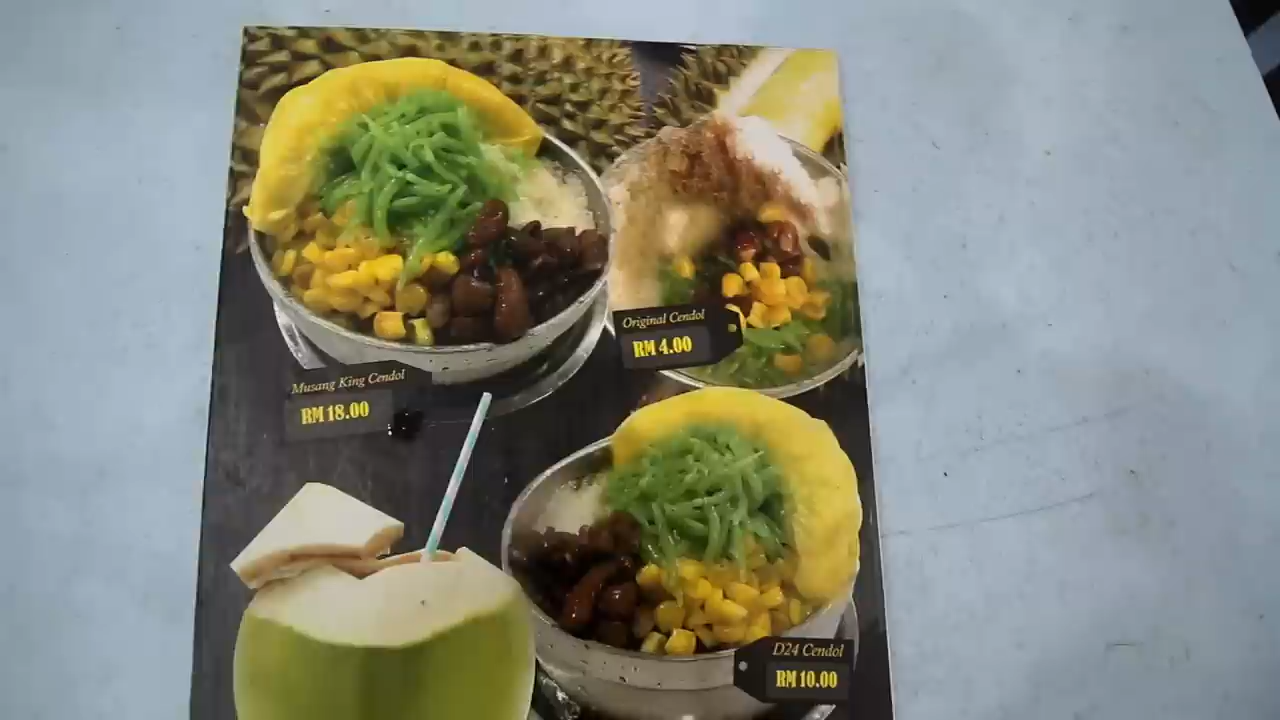 Original Cendol
RM 4.00
Musang King Cendol
RM 18.00
D24 Cendol
RM 10.00